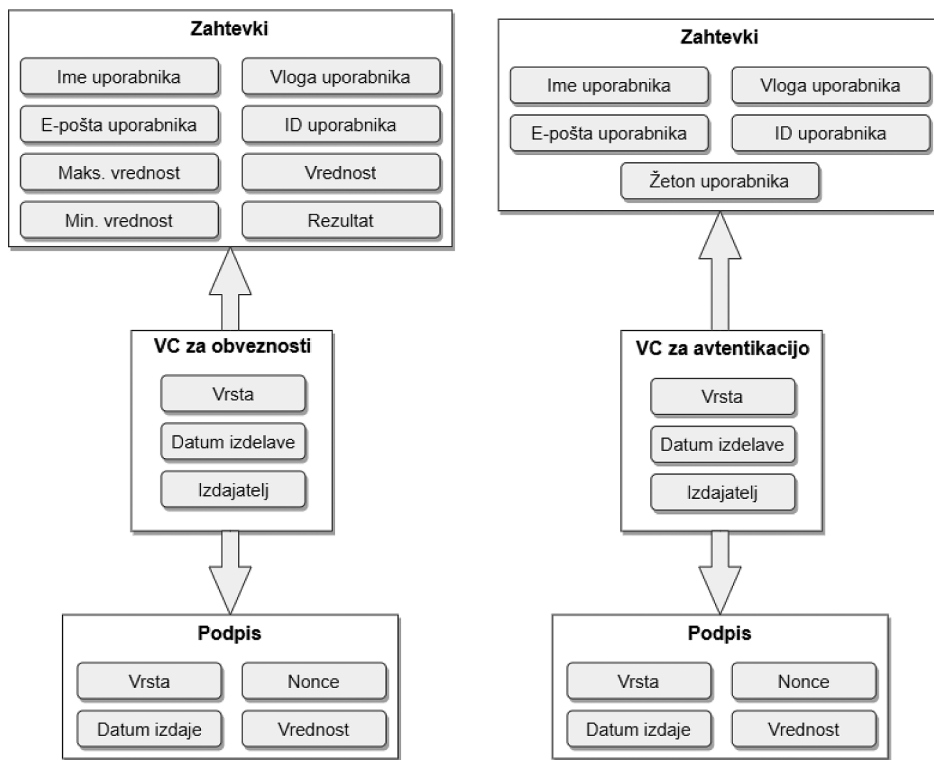 Zahtevki
Ime uporabnika
Vloga uporabnika
E-pošta uporabnika
ID uporabnika
Maks. vrednost
Vrednost
Min. vrednost
Rezultat
VC za obveznosti
Vrsta
Datum izdelave
Izdajatelj
Podpis
Vrsta
Nonce
Datum izdaje
Vrednost
Zahtevki
Ime uporabnika
Vloga uporabnika
E-pošta uporabnika
ID uporabnika
Žeton uporabnika
VC za avtentikacijo
Vrsta
Datum izdelave
Izdajatelj
Podpis
Vrsta
Nonce
Datum izdaje
Vrednost